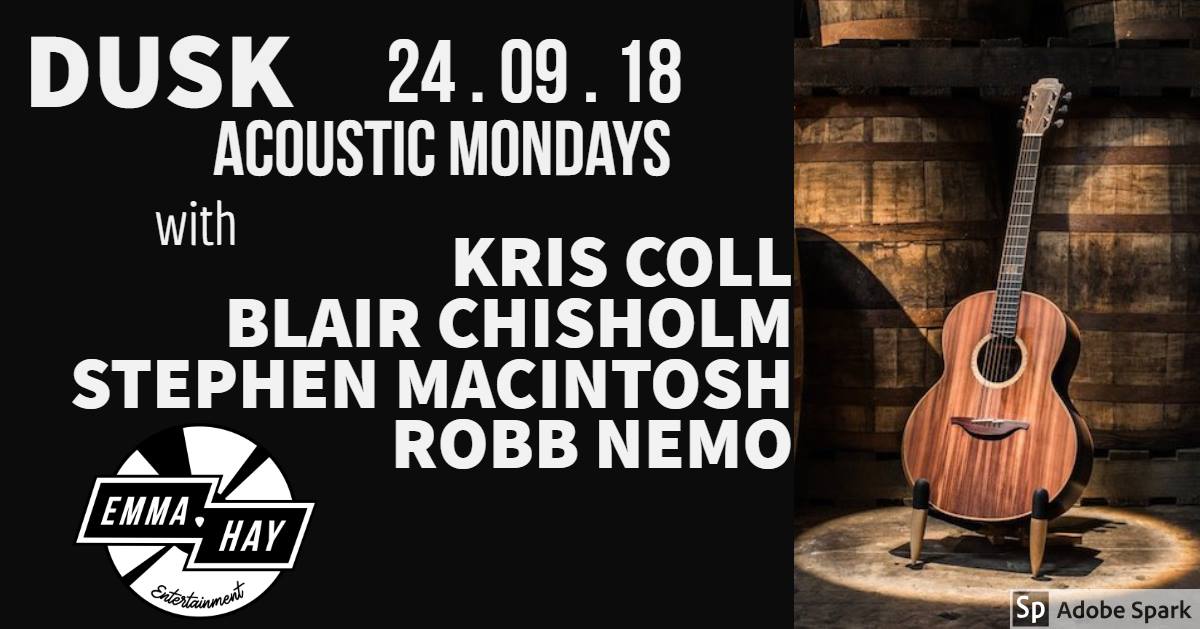 DUSK 24 . 09 . 18
ACOUSTIC MONDAYS
with
KRIS COLL
BLAIR CHISHOLM
STEPHEN MACINTOSH
ROBB NEMO
EMMA
HAY
Entertainment
Sp Adobe Spark